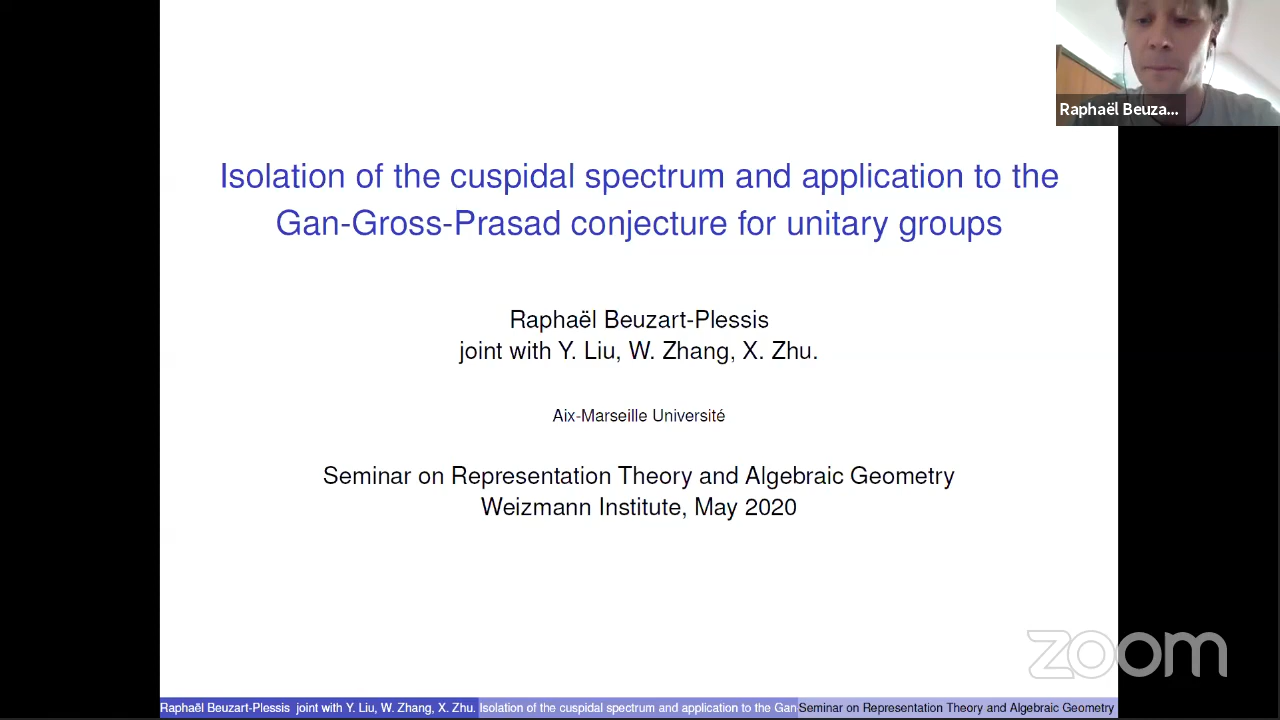 Raphaël Beuza...
Isolation of the cuspidal spectrum and application to the
Gan-Gross-Prasad conjecture for unitary groups
Raphaël Beuzart-Plessis
joint with Y. Liu, W. Zhang, X. Zhu.
Aix-Marseille Université
Seminar on Representation Theory and Algebraic Geometry
Weizmann Institute, May 2020
zoom
Raphaël Beuzart-Plessis joint with Y. Liu, W. Zhang, X. Zhu. Isolation of the cuspidal spectrum and application to the Gan Seminar on Representation Theory and Algebraic Geometry